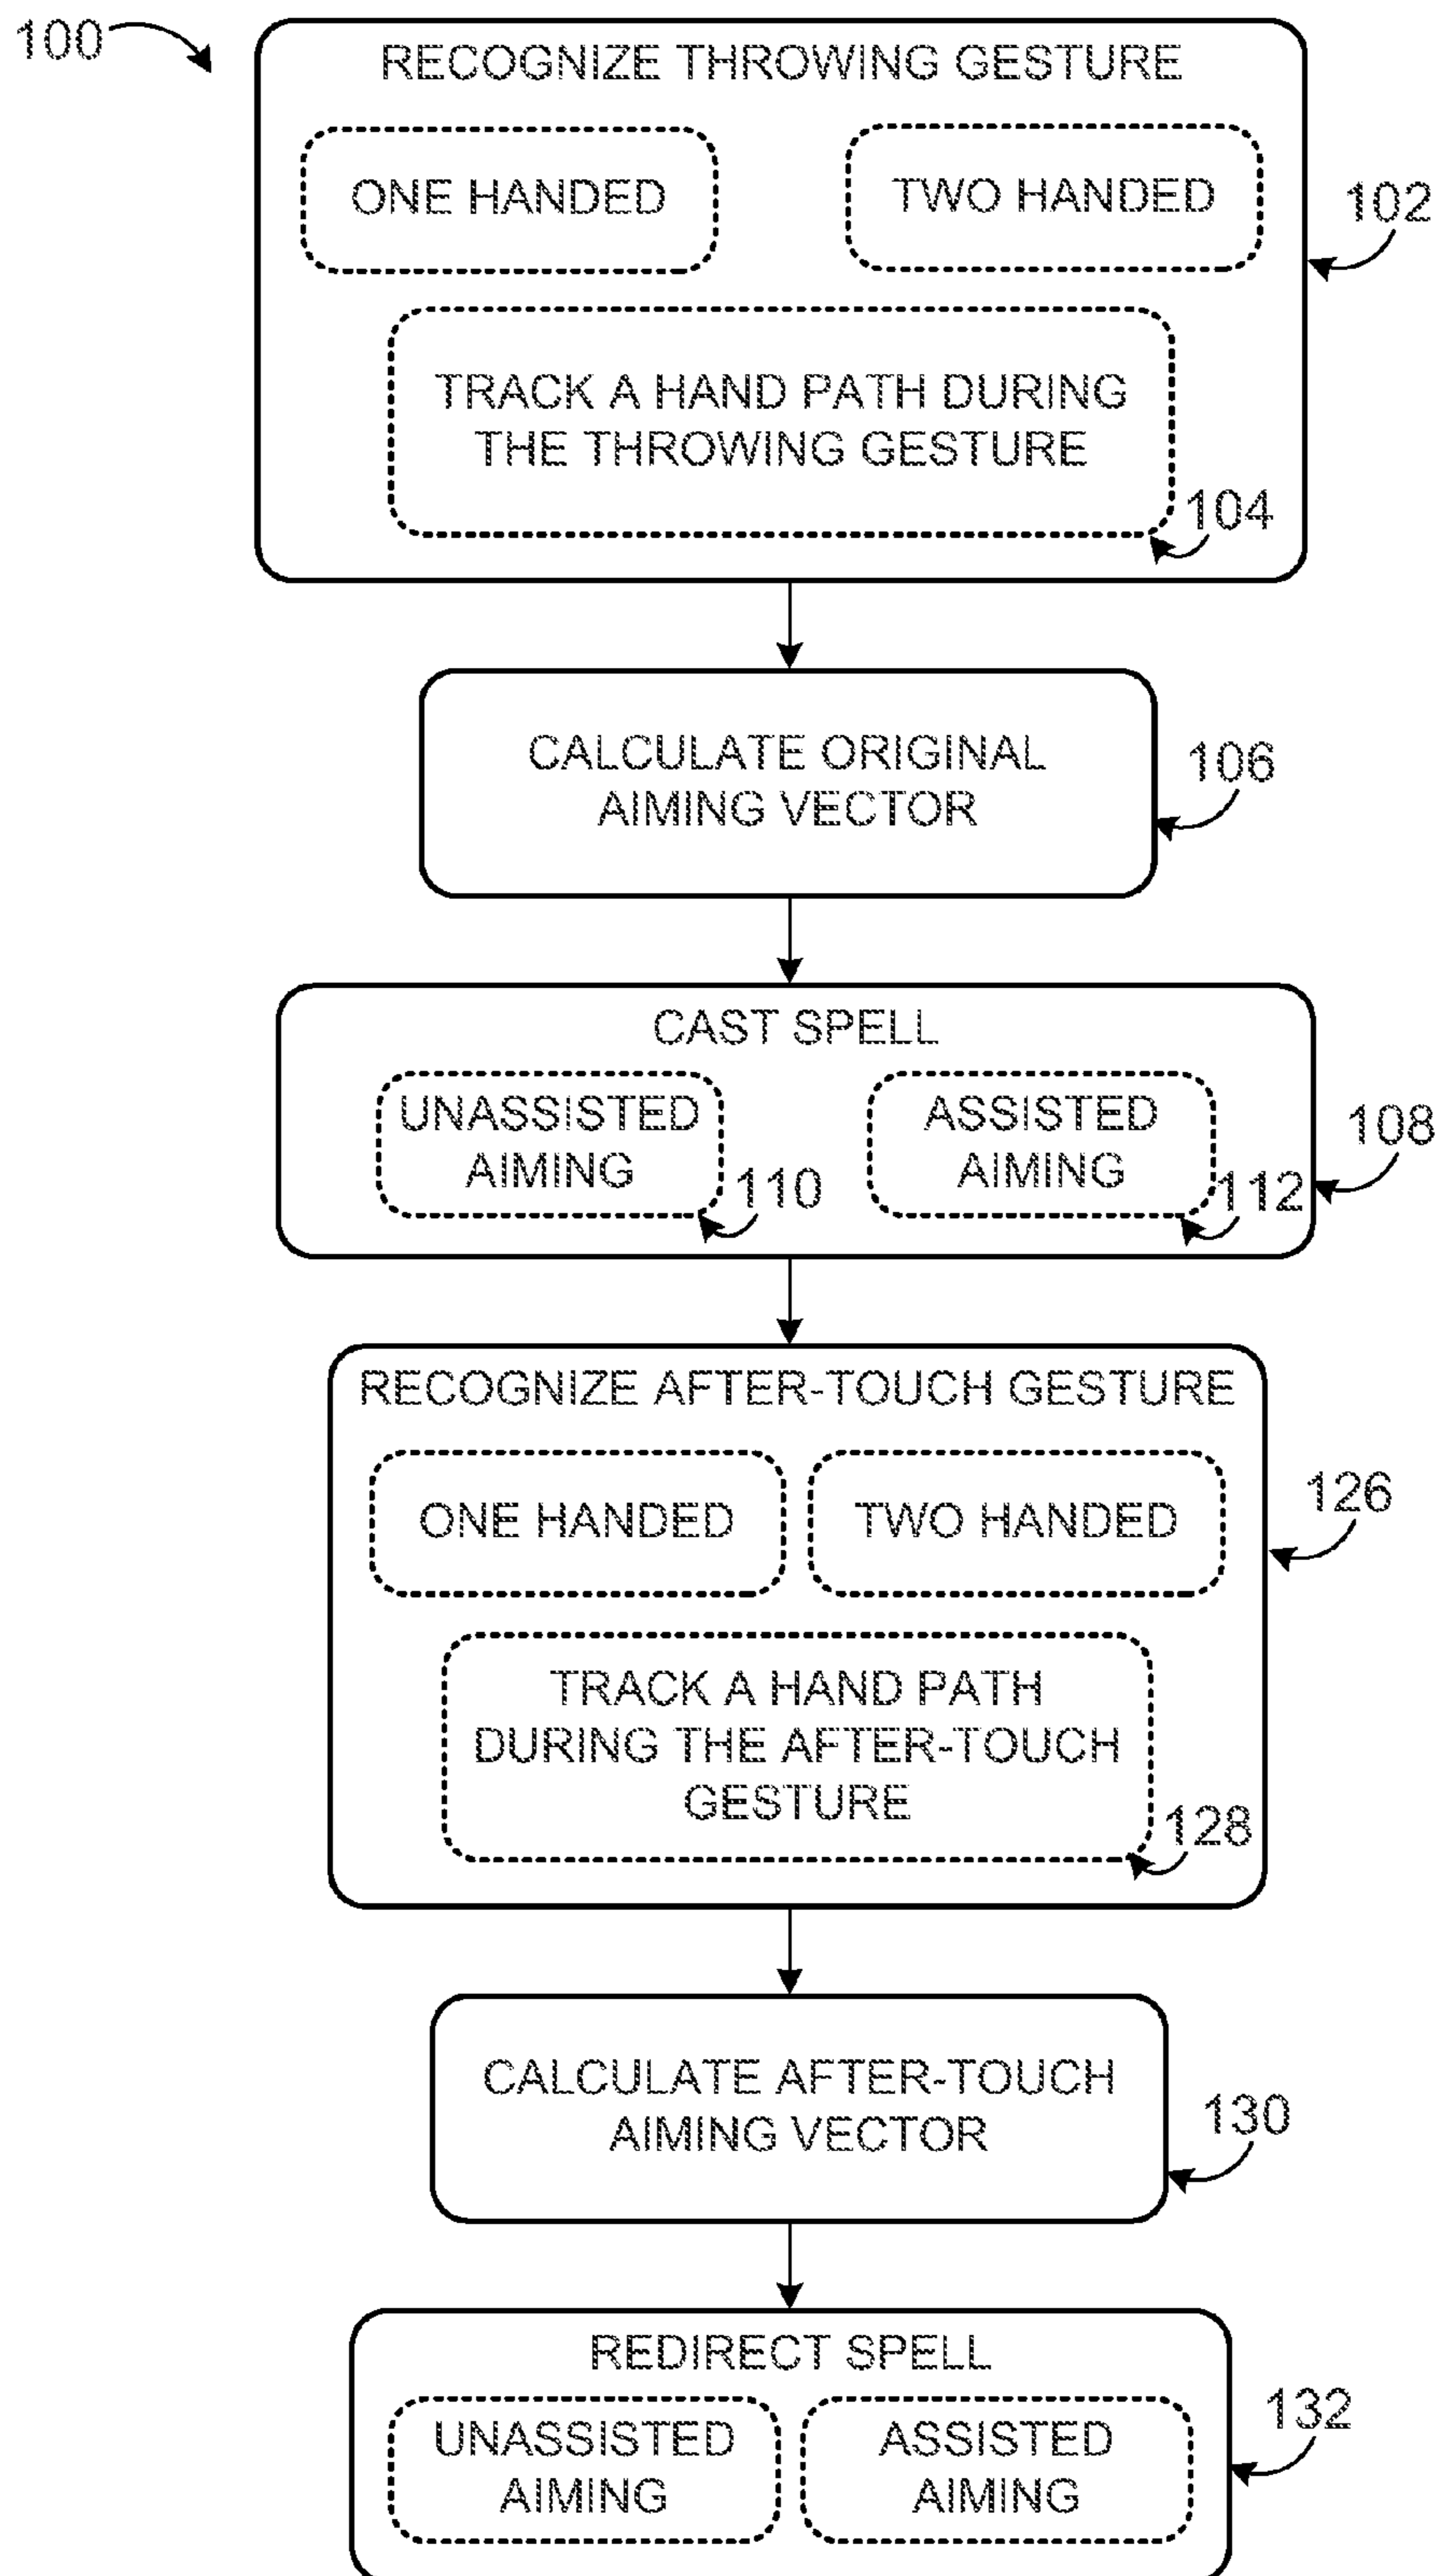 100
RECOGNIZE THROWING GESTURE
ONE HANDED
TWO HANDED
102
TRACK A HAND PATH DURING
THE THROWING GESTURE
104
CALCULATE ORIGINAL
AIMING VECTOR
106
CAST SPELL
UNASSISTED
AIMING
110
ASSISTED
AIMING
112
108
RECOGNIZE AFTER-TOUCH GESTURE
ONE HANDED
TWO HANDED
126
TRACK A HAND PATH
DURING THE AFTER-TOUCH
GESTURE
128
CALCULATE AFTER-TOUCH
AIMING VECTOR
130
REDIRECT SPELL
UNASSISTED
AIMING
ASSISTED
AIMING
132